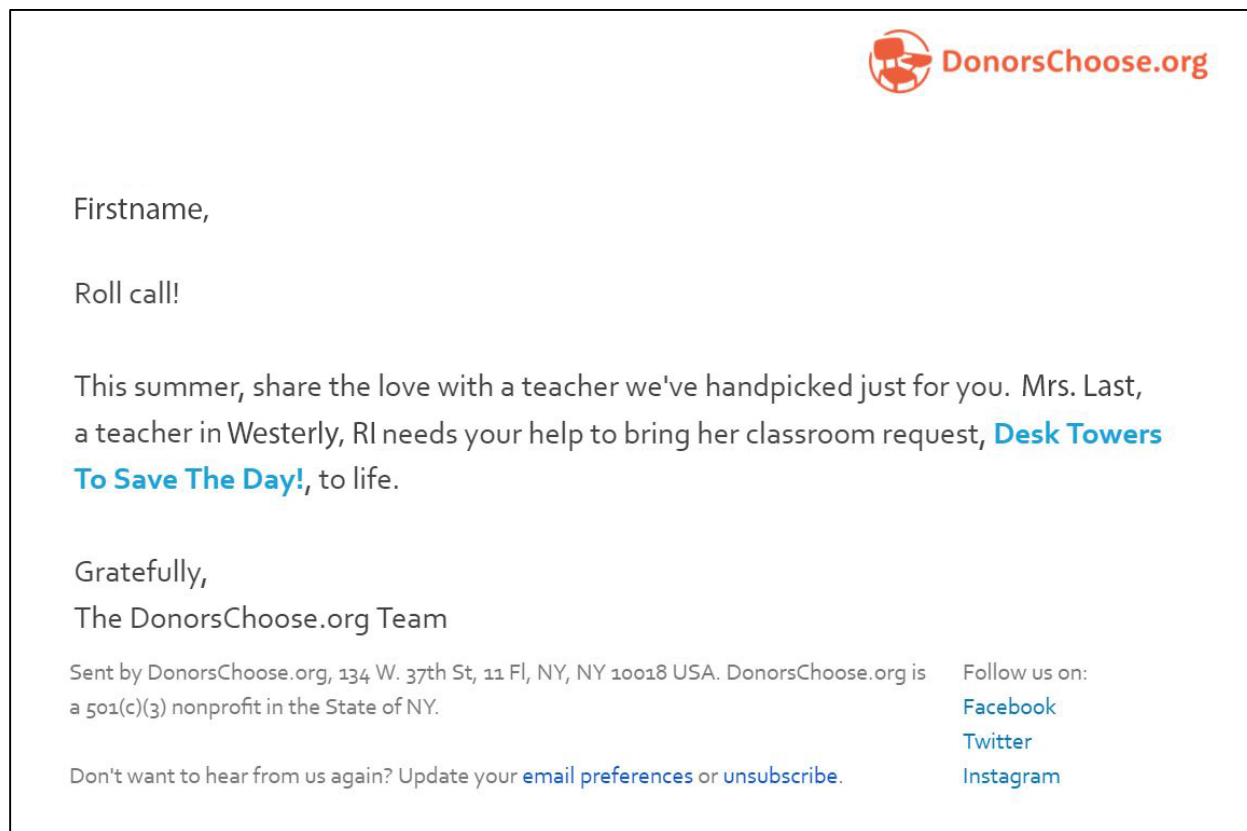 DonorsChoose.org
Firstname,
Roll call!
This summer, share the love with a teacher we've handpicked just for you. Mrs. Last,
a teacher in Westerly, RI needs your help to bring her classroom request, Desk Towers
To Save The Day!, to life.
Gratefully,
The DonorsChoose.org Team
Sent by DonorsChoose.org, 134 W. 37th St, 11 Fl, NY, NY 10018 USA. DonorsChoose.org is
a 501(c)(3) nonprofit in the State of NY.
Don't want to hear from us again? Update your email preferences or unsubscribe.
Follow us on:
Facebook
Twitter
Instagram